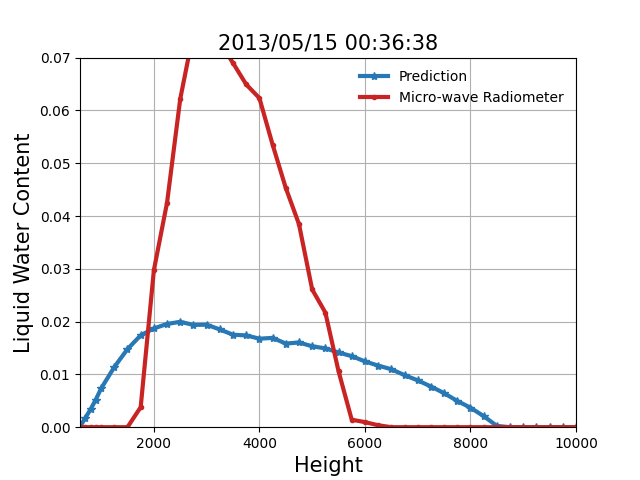 2013/05/15 00:36:38
Prediction
Micro-wave Radiometer
Liquid Water Content
0.07
0.06
0.05
0.04
0.03
0.02
0.01
0.00
2000 4000 6000 8000 10000
Height